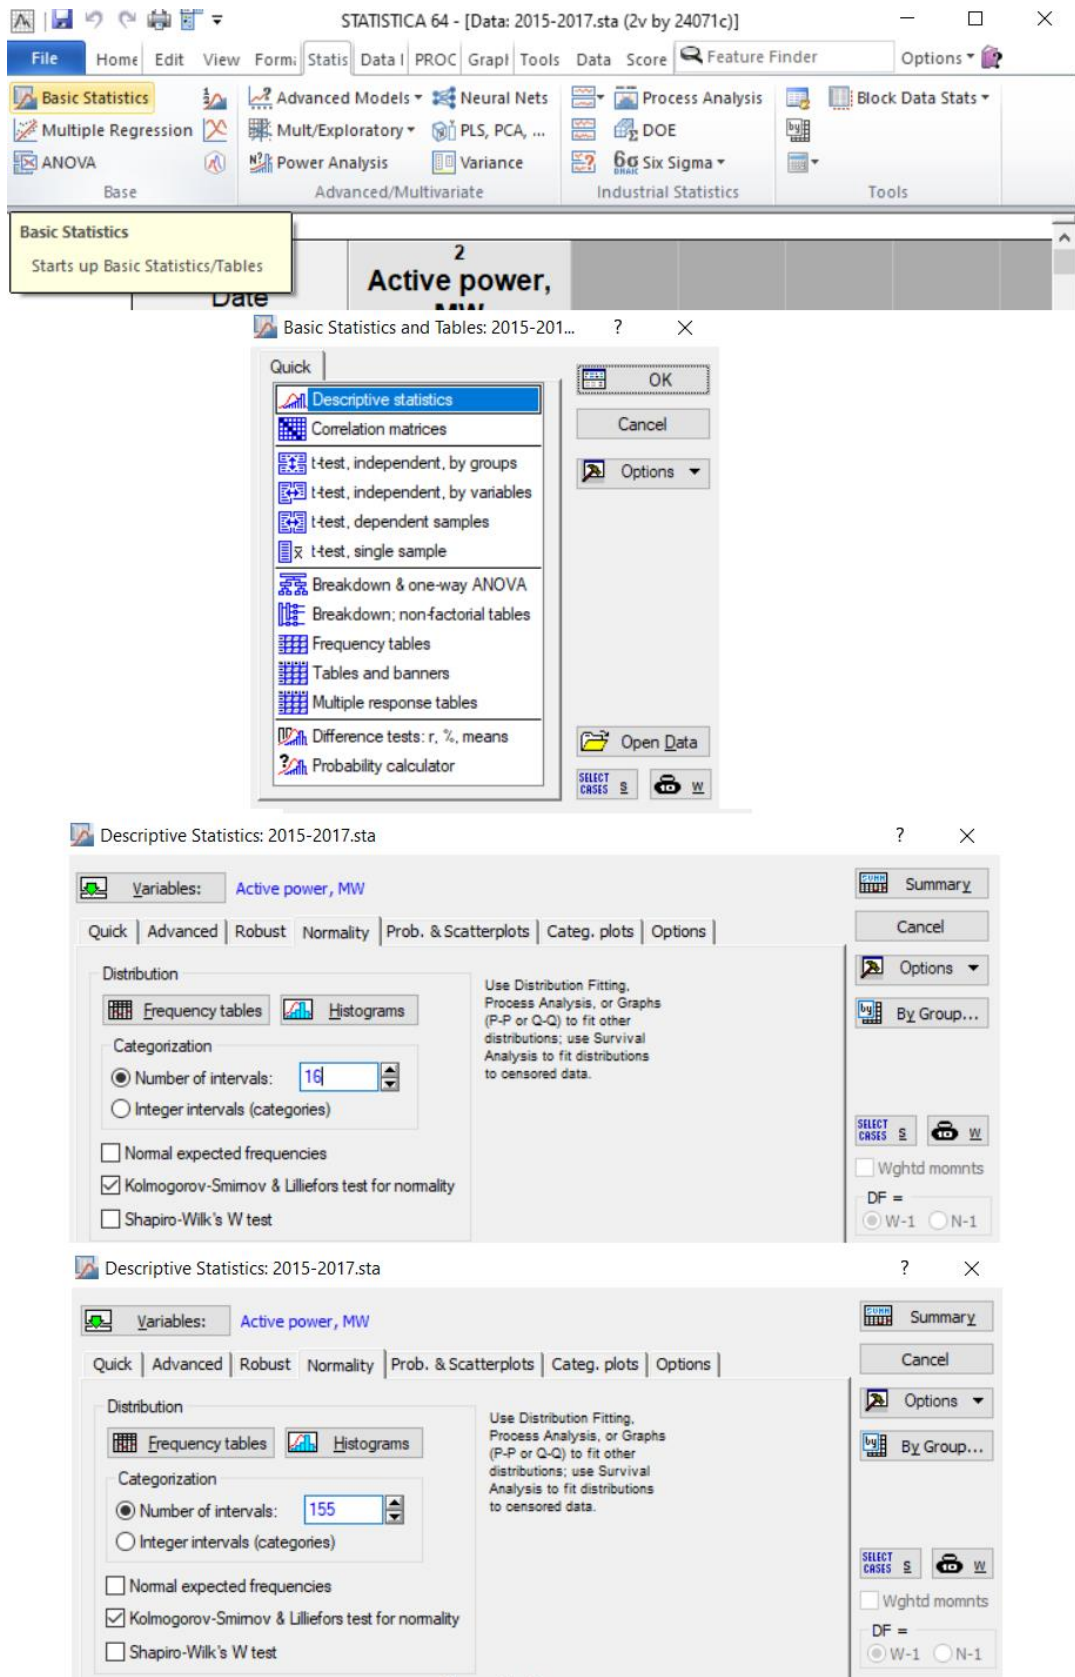 STATISTICA 64 - [Data: 2015-2017.sta (2v by 24071c)]
File Home Edit View Form Statis Data PROC Graph Tools Data Score Feature Finder Options
Basic Statistics Advanced Models Neural Nets Process Analysis Block Data Stats
Multiple Regression Mult/Exploratory PLS, PCA, ... DOE
ANOVA Power Analysis Variance Six Sigma
Base Advanced/Multivariate Industrial Statistics Tools
Basic Statistics
Starts up Basic Statistics/Tables
2
Date Active power,
MW
Basic Statistics and Tables: 2015-201... ?
Quick
OK
Descriptive statistics
Correlation matrices Cancel
t-test, independent, by groups Options
t-test, independent, by variables
t-test, dependent samples
t-test, single sample
Breakdown & one-way ANOVA
Breakdown; non-factorial tables
Frequency tables
Tables and banners
Multiple response tables
Difference tests: r, %, means Open Data
Probability calculator
SELECT CASES S W
Descriptive Statistics: 2015-2017.sta ?
Variables: Active power, MW Summary
Quick Advanced Robust Normality Prob. & Scatterplots Categ. plots Options Cancel
Distribution Options
Frequency tables Histograms By Group...
Use Distribution Fitting,
Process Analysis, or Graphs
(P-P or Q-Q) to fit other
distributions; use Survival
Analysis to fit distributions
to censored data.
Categorization
Number of intervals: 16
Integer intervals (categories)
SELECT CASES S W
Normal expected frequencies Wghtd momnts
Kolmogorov-Smirnov & Lilliefors test for normality DF =
Shapiro-Wilk's W test W-1 N-1
Descriptive Statistics: 2015-2017.sta ?
Variables: Active power, MW Summary
Quick Advanced Robust Normality Prob. & Scatterplots Categ. plots Options Cancel
Distribution Options
Frequency tables Histograms By Group...
Use Distribution Fitting,
Process Analysis, or Graphs
(P-P or Q-Q) to fit other
distributions; use Survival
Analysis to fit distributions
to censored data.
Categorization
Number of intervals: 155
Integer intervals (categories)
SELECT CASES S W
Normal expected frequencies Wghtd momnts
Kolmogorov-Smirnov & Lilliefors test for normality DF =
Shapiro-Wilk's W test W-1 N-1